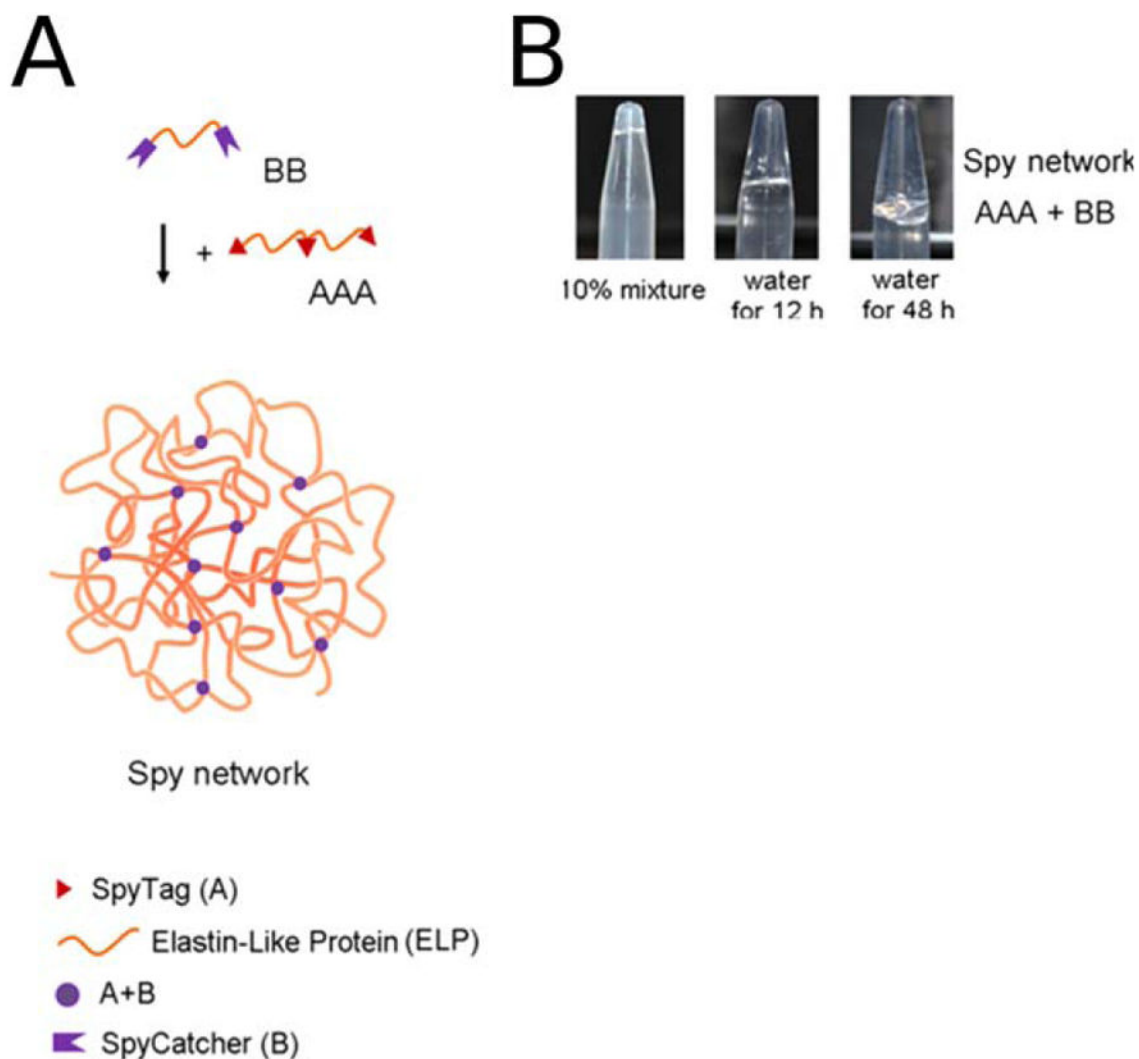 A
BB
+
AAA
Spy network
SpyTag (A)
Elastin-Like Protein (ELP)
A+B
SpyCatcher (B)
B
10% mixture
water
for 12 h
water
for 48 h
Spy network
AAA + BB